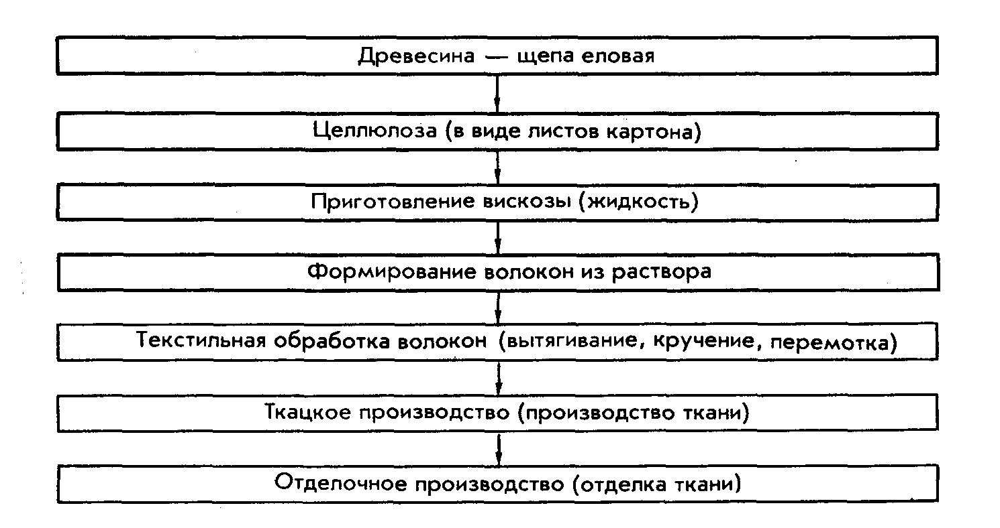 Древесина — щепа еловая
Целлюлоза (в виде листов картона)
Приготовление вискозы (жидкость)
Формирование волокон из раствора
Текстильная обработка волокон (вытягивание, кручение, перемотка)
Ткацкое производство (производство ткани)
Отделочное производство (отделка ткани)